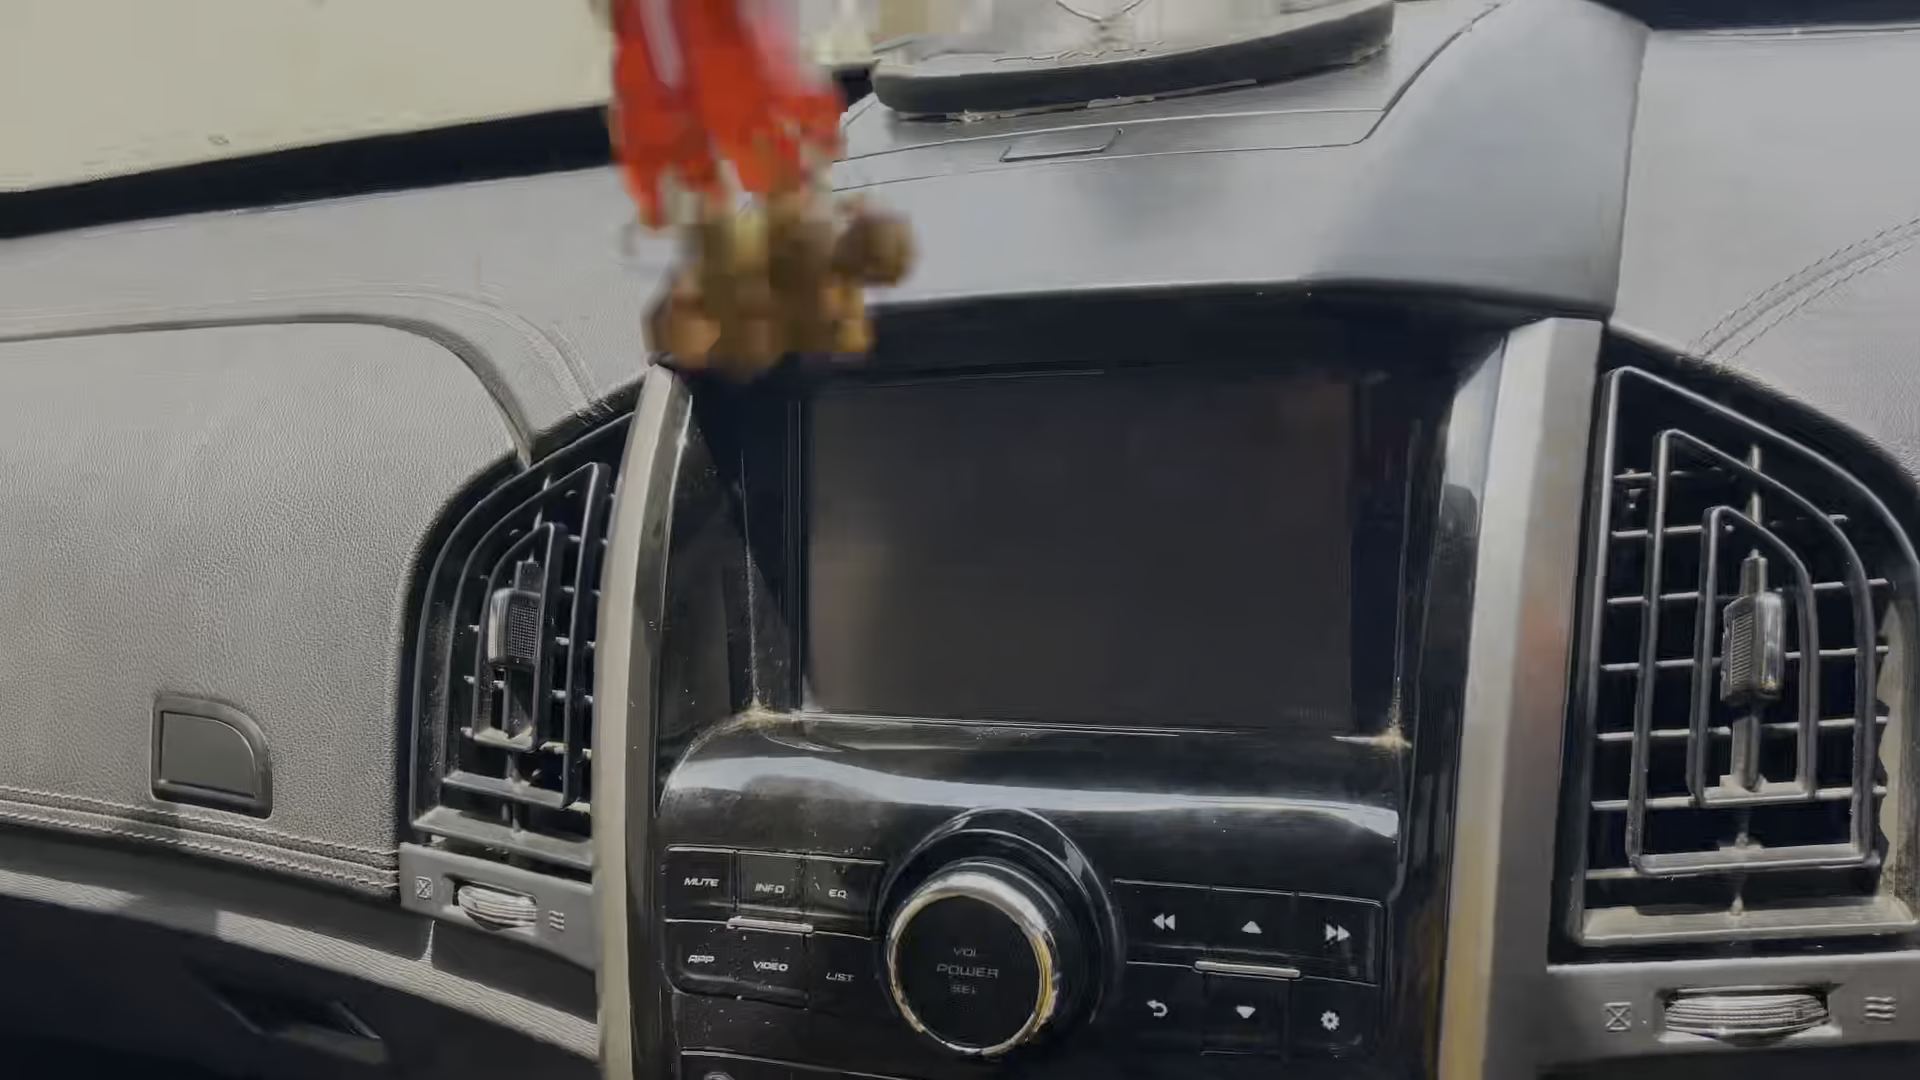 MUTE INFO EQ
APP VIDEO LIST
VOL
POWER
SEL